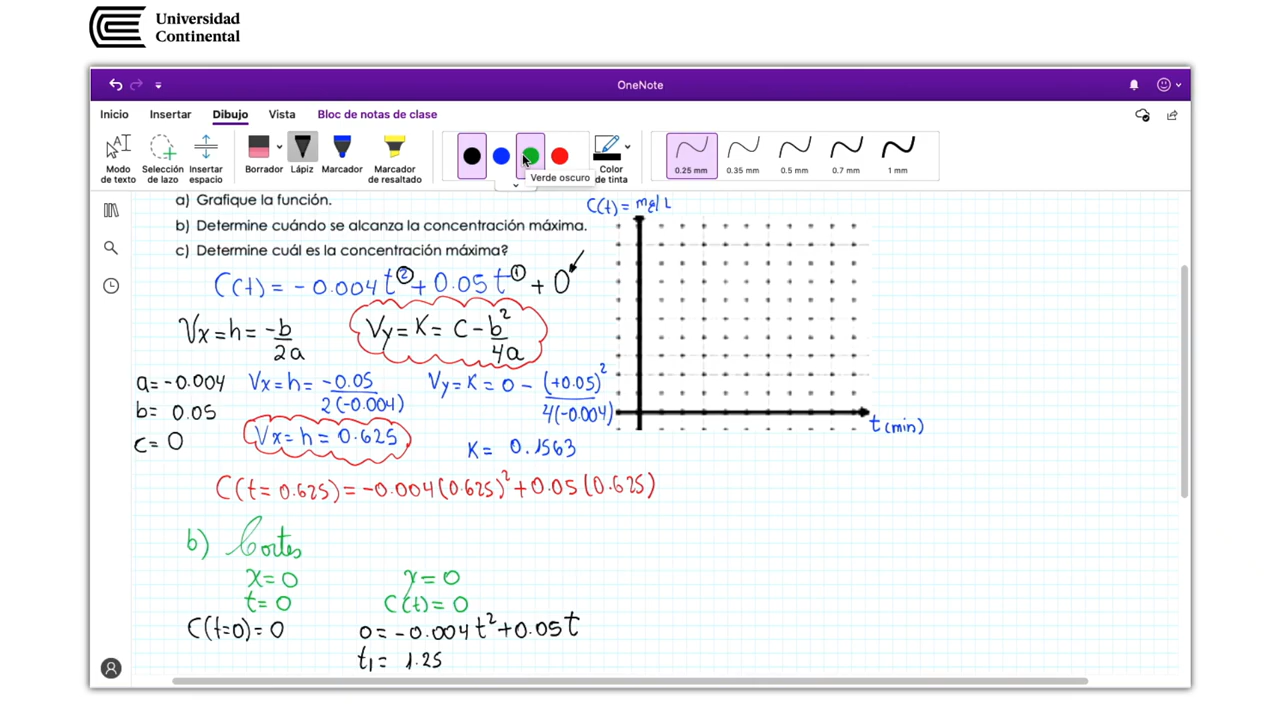 Universidad
Continental
OneNote
Inicio
Insertar
Dibujo
Vista
Bloc de notas de clase
Modo de texto
Selección de lazo
Insertar espacio
Borrador
Lápiz
Marcador
Marcador de resaltado
Color de tinta
Verde oscuro
0.25 mm
0.35 mm
0.5 mm
0.7 mm
1 mm
a) Grafique la función.
b) Determine cuándo se alcanza la concentración máxima.
c) Determine cuál es la concentración máxima?
C(t) = mg/L
C(t) = -0.004t² + 0.05t¹ + 0
Vx = h = -b/2a
Vy = K = C - b²/4a
a = -0.004
b = 0.05
c = 0
Vx = h = -0.05/2(-0.004)
Vx = h = 0.625
Vy = K = 0 - (+0.05)²/4(-0.004)
K = 0.1563
t (min)
C(t = 0.625) = -0.004(0.625)² + 0.05(0.625)
b) Cortes
x = 0
t = 0
C(t=0) = 0
y = 0
C(t) = 0
0 = -0.004t² + 0.05t
t₁ = 1.25